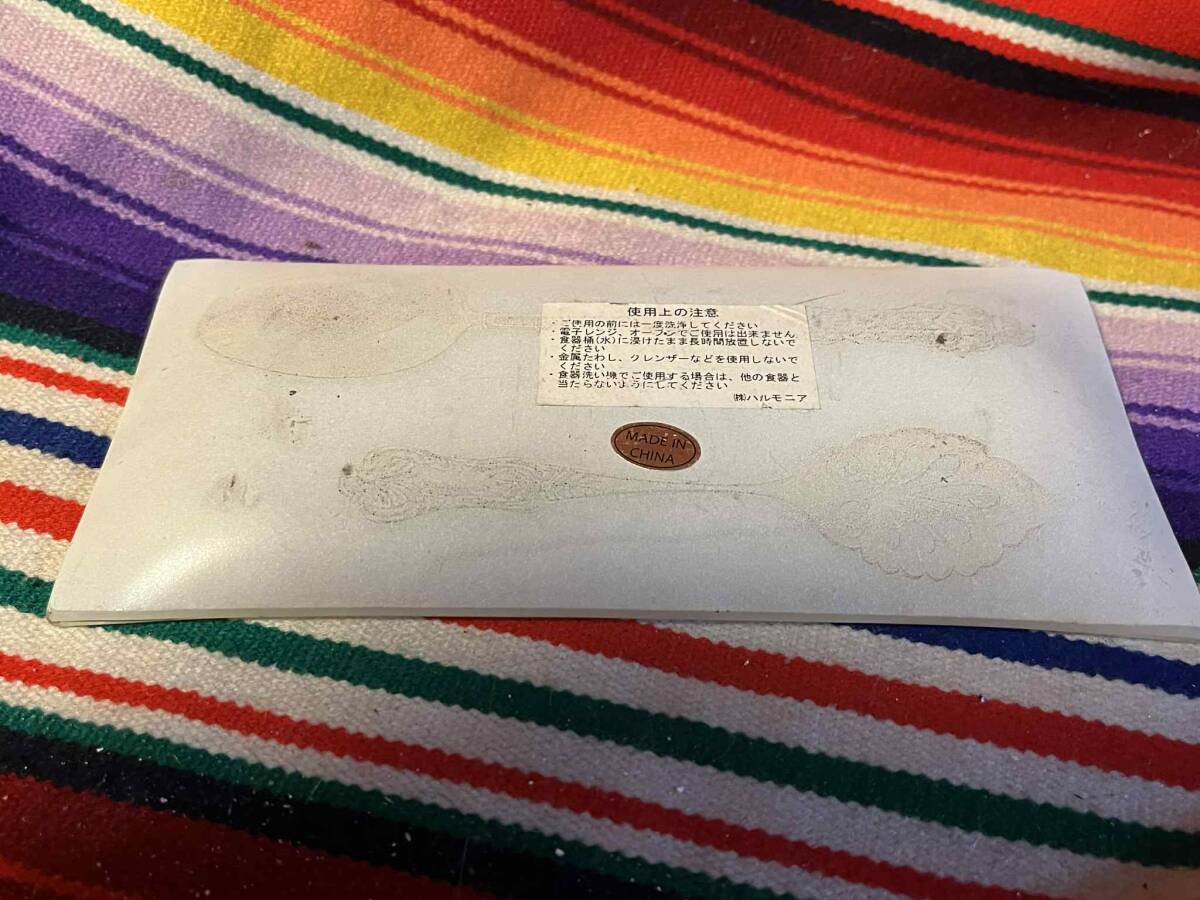 使用上の注意
・ご使用の前には一度洗浄してください
・電子レンジ、オーブンでご使用は出来ません
・食器桶(水)に浸けたまま長時間放置しないで
ください
・金属たわし、クレンザーなどを使用しないで
ください
・食器洗い機でご使用する場合は、他の食器と
当たらないようにしてください
㈱ハルモニア
MADE IN
CHINA